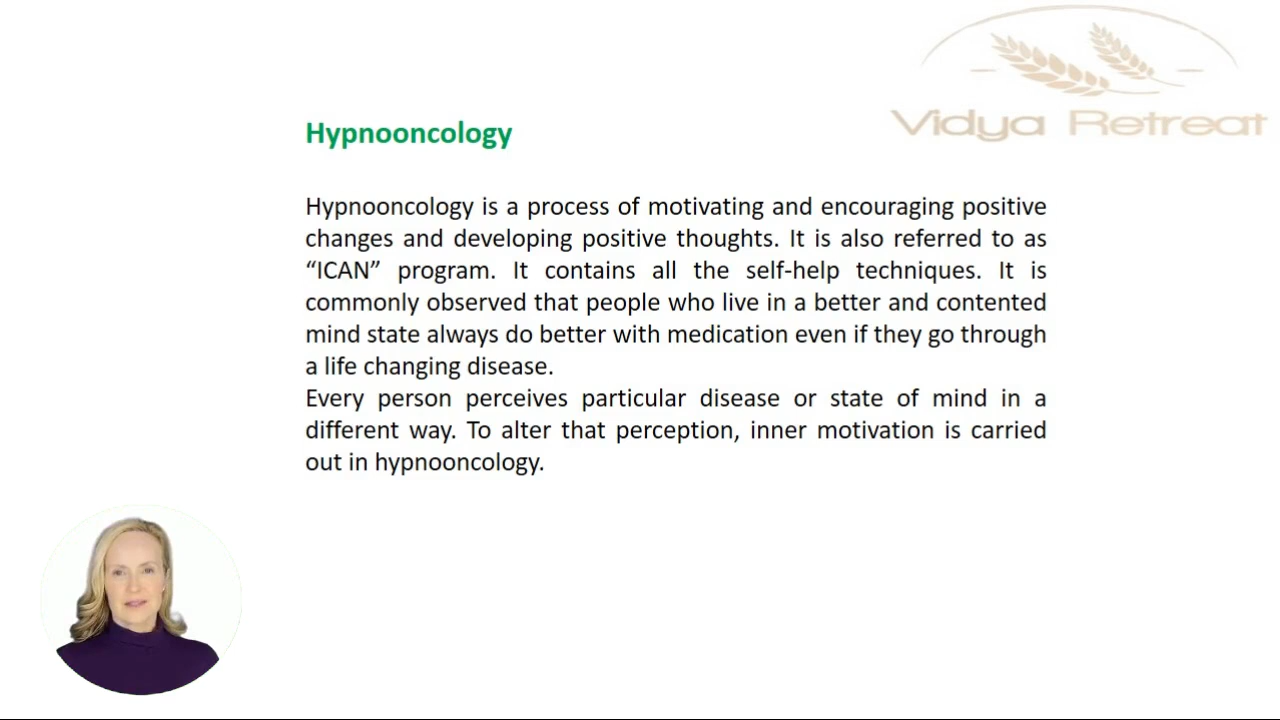 Vidya Retreat
Hypnooncology
Hypnooncology is a process of motivating and encouraging positive
changes and developing positive thoughts. It is also referred to as
“ICAN” program. It contains all the self-help techniques. It is
commonly observed that people who live in a better and contented
mind state always do better with medication even if they go through
a life changing disease.
Every person perceives particular disease or state of mind in a
different way. To alter that perception, inner motivation is carried
out in hypnooncology.